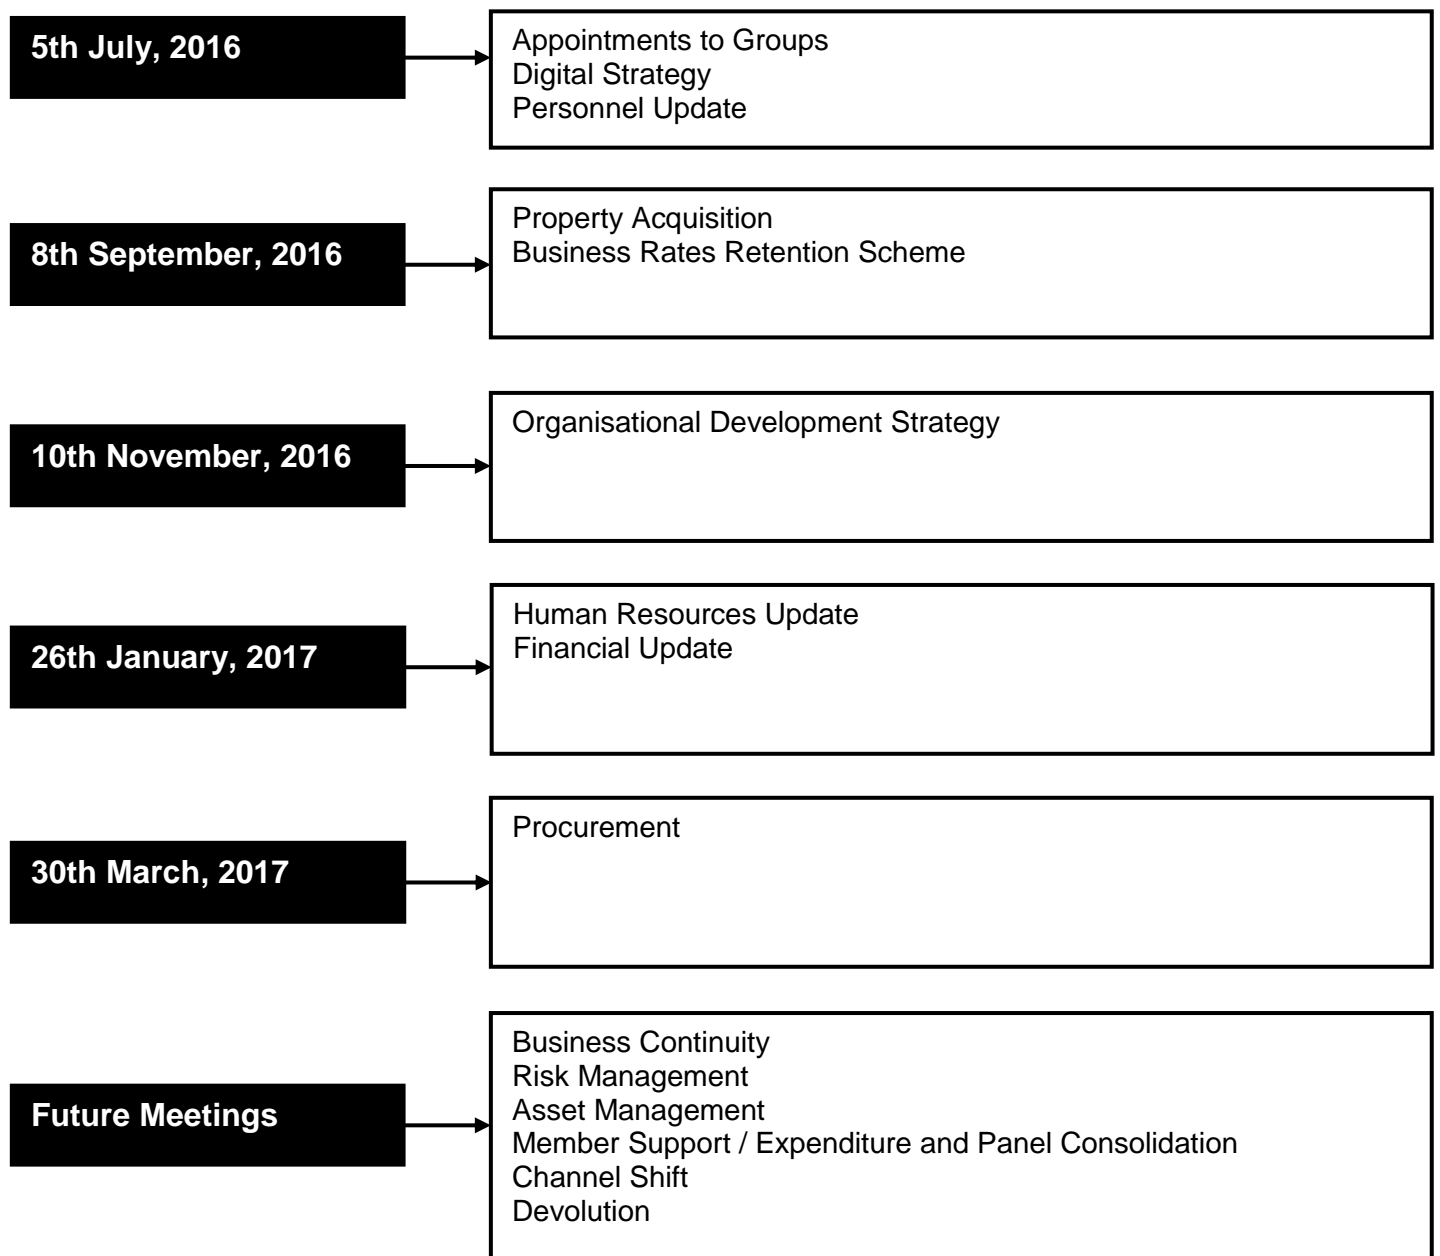 5th July, 2016
Appointments to Groups
Digital Strategy
Personnel Update
8th September, 2016
Property Acquisition
Business Rates Retention Scheme
10th November, 2016
Organisational Development Strategy
26th January, 2017
Human Resources Update
Financial Update
30th March, 2017
Procurement
Future Meetings
Business Continuity
Risk Management
Asset Management
Member Support / Expenditure and Panel Consolidation
Channel Shift
Devolution